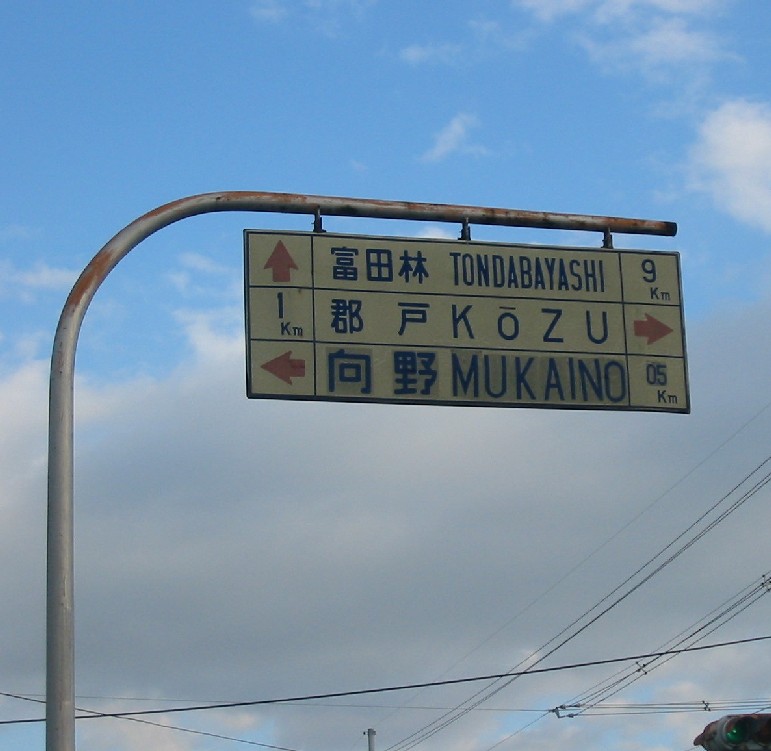 富田林 TONDABAYASHI 9 Km
1 Km 郡戸 KŌZU
向野 MUKAINO 05 Km